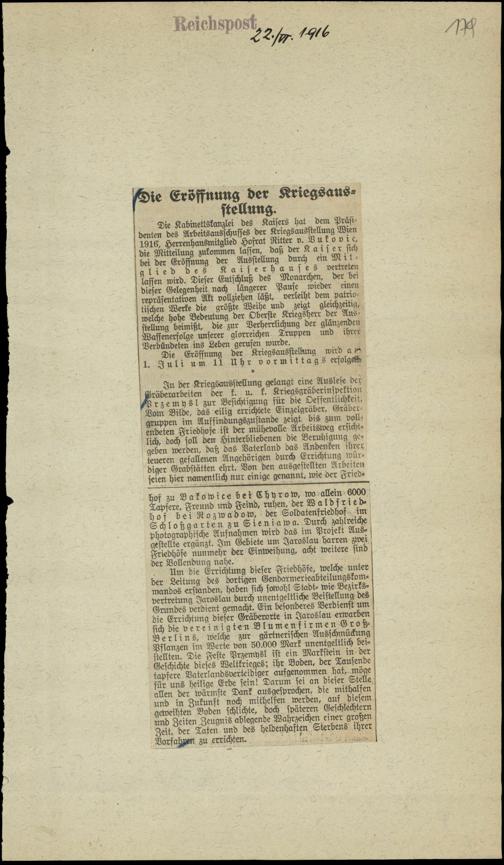 Reichspost
22./VI. 1916
179
Die Eröffnung der Kriegsaus-
stellung.
Die Kabinettskanzlei des Kaisers hat dem Präsi-
denten des Arbeitsausschusses der Kriegsausstellung Wien
1916, Herrenhausmitglied Hofrat Ritter v. Vukovic,
die Mitteilung zukommen lassen, daß der Kaiser sich
bei der Eröffnung der Ausstellung durch ein Mit-
glied des Kaiserhauses vertreten
lassen wird. Dieser Entschluß des Monarchen, der bei
dieser Gelegenheit nach längerer Pause wieder einen
repräsentativen Akt vollziehen läßt, verleiht dem patrio-
tischen Werke die größte Weihe und zeigt gleichzeitig,
welche hohe Bedeutung der Oberste Kriegsherr der Aus-
stellung beimißt, die zur Verherrlichung der glänzenden
Waffenerfolge unserer glorreichen Truppen und ihrer
Verbündeten ins Leben gerufen wurde.
Die Eröffnung der Kriegsausstellung wird am
1. Juli um 11 Uhr vormittags erfolgen.
*
In der Kriegsausstellung gelangt eine Auslese der
Gräberarbeiten der k. u. k. Kriegsgräberinspektion
Przemysl zur Besichtigung für die Oeffentlichkeit.
Vom Bilde, das eilig errichtete Einzelgräber, Gräber-
gruppen im Auffindungszustande zeigt, bis zum voll-
endeten Friedhofe ist der mühevolle Arbeitsweg ersicht-
lich, doch soll den Hinterbliebenen die Beruhigung ge-
geben werden, daß das Vaterland das Andenken ihrer
teueren gefallenen Angehörigen durch Errichtung wür-
diger Grabstätten ehrt. Von den ausgestellten Arbeiten
seien hier namentlich nur einige genannt, wie der Fried-
hof zu Bakowice bei Chyrow, wo allein 6000
Tapfere, Freund und Feind, ruhen, der Waldfried-
hof bei Rozwadow, der Soldatenfriedhof im
Schloßgarten zu Sieniawa. Durch zahlreiche
photographische Aufnahmen wird das im Projekt Aus-
gestellte ergänzt. Im Gebiete um Jaroslau harren zwei
Friedhöfe nunmehr der Einweihung, acht weitere sind
der Vollendung nahe.
Um die Errichtung dieser Friedhöfe, welche unter
der Leitung des dortigen Gendarmerieabteilungskom-
mandos erstanden, haben sich sowohl Stadt- wie Bezirks-
vertretung Jaroslau durch unentgeltliche Beistellung des
Grundes verdient gemacht. Ein besonderes Verdienst um
die Errichtung dieser Gräberorte in Jaroslau erwarben
sich die vereinigten Blumenfirmen Groß-
Berlins, welche zur gärtnerischen Ausschmückung
Pflanzen im Werte von 50.000 Mark unentgeltlich bei-
stellten. Die Feste Przemysl ist ein Markstein in der
Geschichte dieses Weltkrieges; ihr Boden, der Tausende
tapfere Vaterlandsverteidiger aufgenommen hat, möge
für uns heilige Erde sein! Darum sei an dieser Stelle
allen der wärmste Dank ausgesprochen, die mithalfen
und in Zukunft noch mithelfen werden, auf diesem
geweihten Boden schlichte, doch späteren Geschlechtern
und Zeiten Zeugnis ablegende Wahrzeichen einer großen
Zeit, der Taten und des heldenhaften Sterbens ihrer
Vorfahren zu errichten.